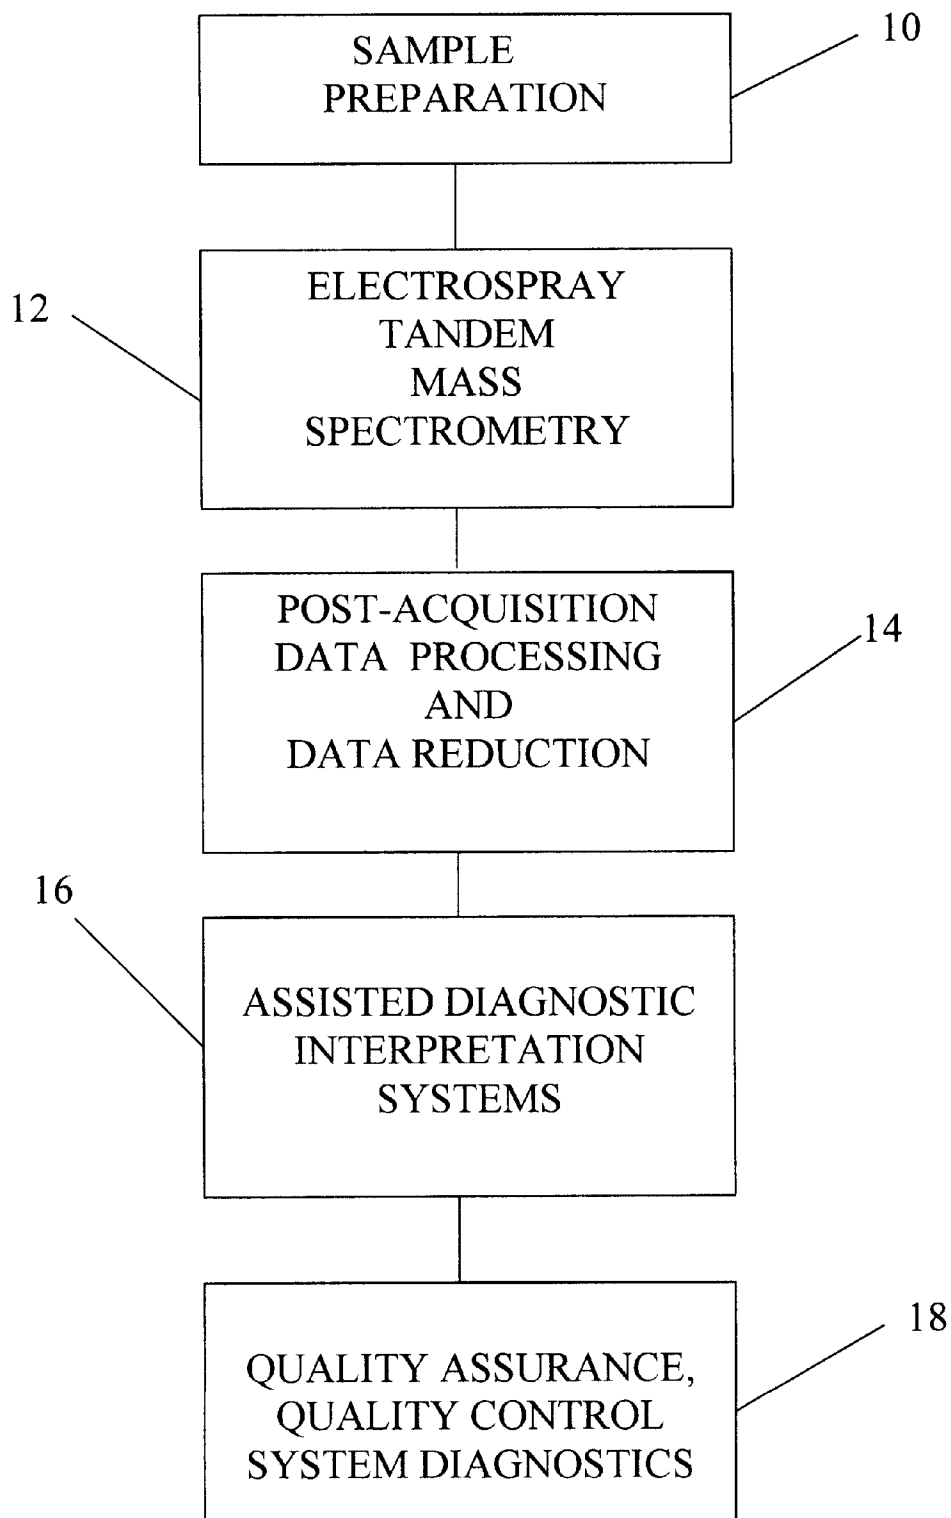 10
SAMPLE
PREPARATION
12
ELECTROSPRAY
TANDEM
MASS
SPECTROMETRY
14
POST-ACQUISITION
DATA PROCESSING
AND
DATA REDUCTION
16
ASSISTED DIAGNOSTIC
INTERPRETATION
SYSTEMS
18
QUALITY ASSURANCE,
QUALITY CONTROL
SYSTEM DIAGNOSTICS